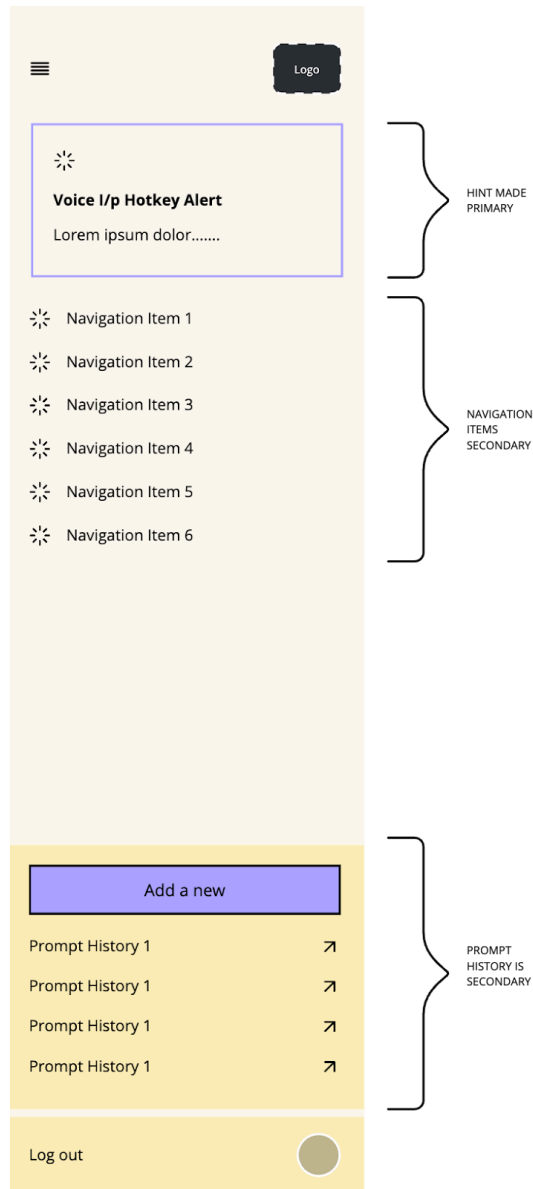 Logo
Voice I/p Hotkey Alert
Lorem ipsum dolor.......
HINT MADE
PRIMARY
Navigation Item 1
Navigation Item 2
Navigation Item 3
Navigation Item 4
Navigation Item 5
Navigation Item 6
NAVIGATION
ITEMS
SECONDARY
Add a new
Prompt History 1
Prompt History 1
Prompt History 1
Prompt History 1
PROMPT
HISTORY IS
SECONDARY
Log out